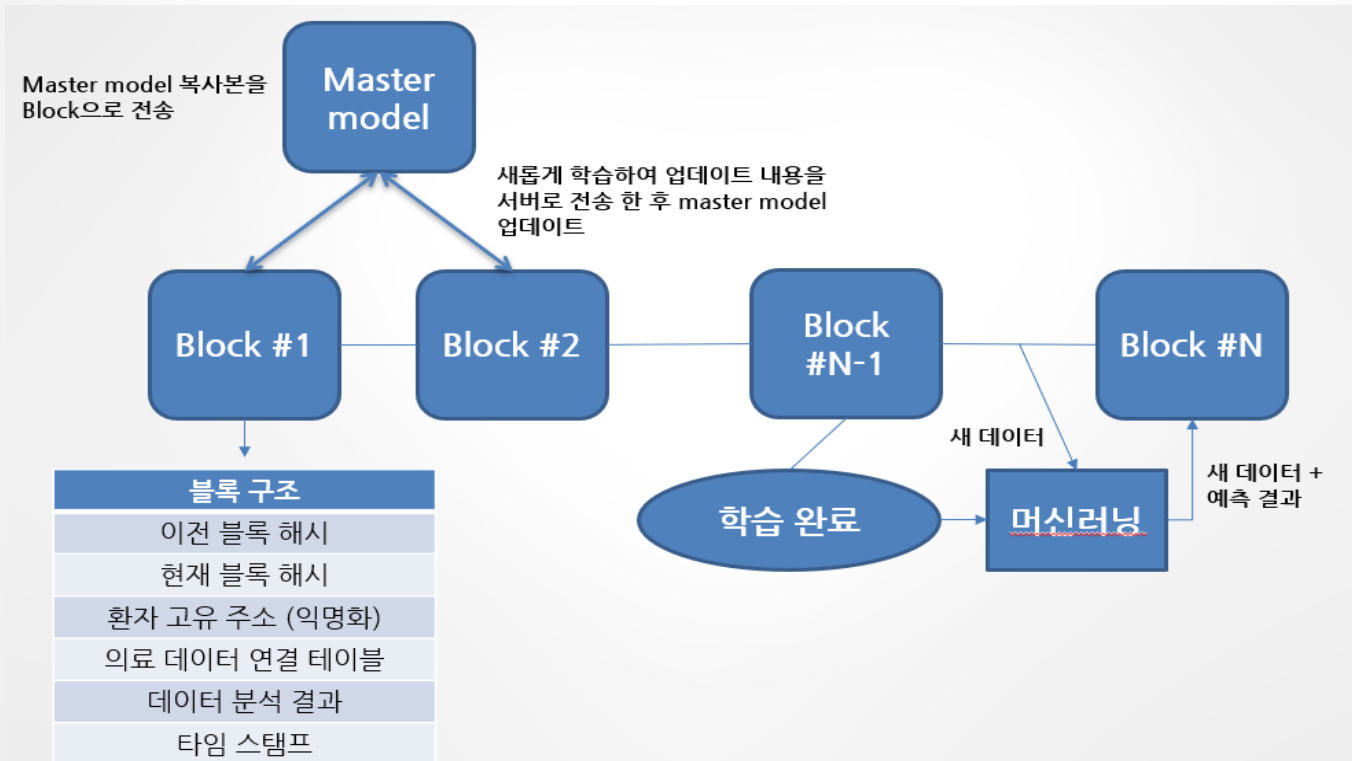 Master model 복사본을
Block으로 전송
Master
model
새롭게 학습하여 업데이트 내용을
서버로 전송 한 후 master model
업데이트
Block #1
Block #2
Block
#N-1
Block #N
새 데이터
새 데이터 +
예측 결과
학습 완료
머신러닝
블록 구조
이전 블록 해시
현재 블록 해시
환자 고유 주소 (익명화)
의료 데이터 연결 테이블
데이터 분석 결과
타임 스탬프